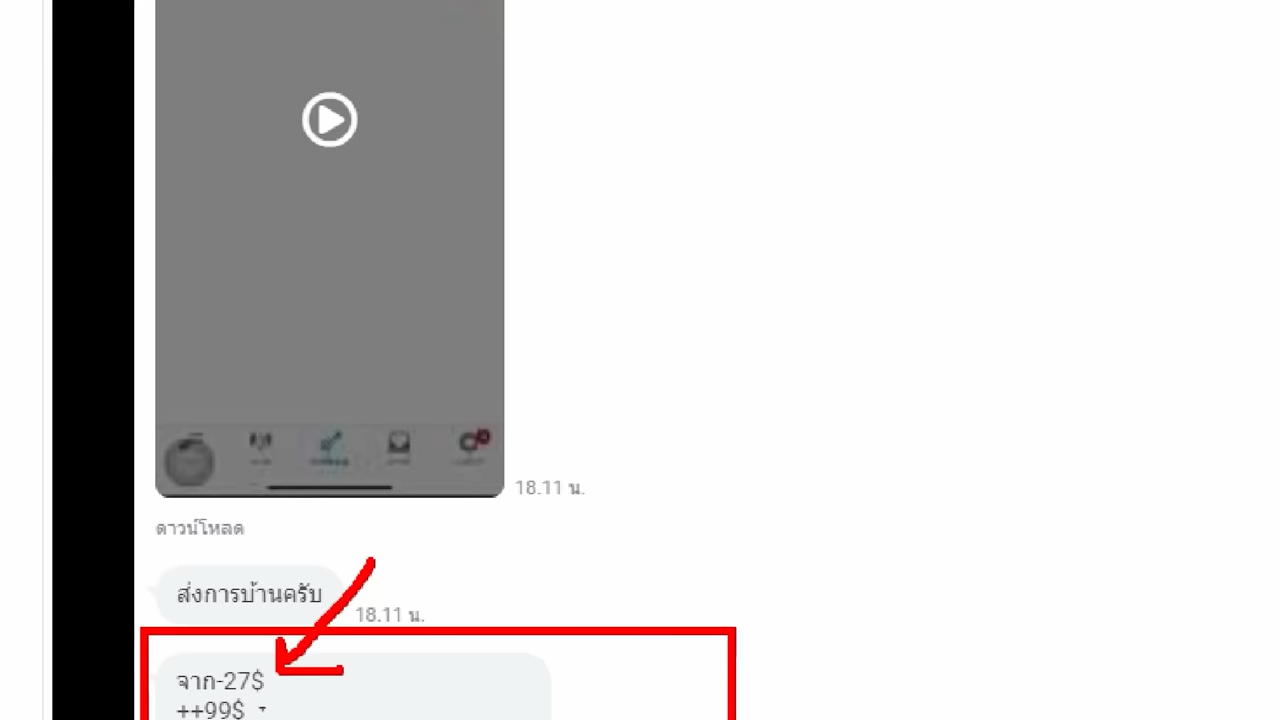 18.11 น.
ดาวน์โหลด
ส่งการบ้านครับ
18.11 น.
จาก-27$
++99$